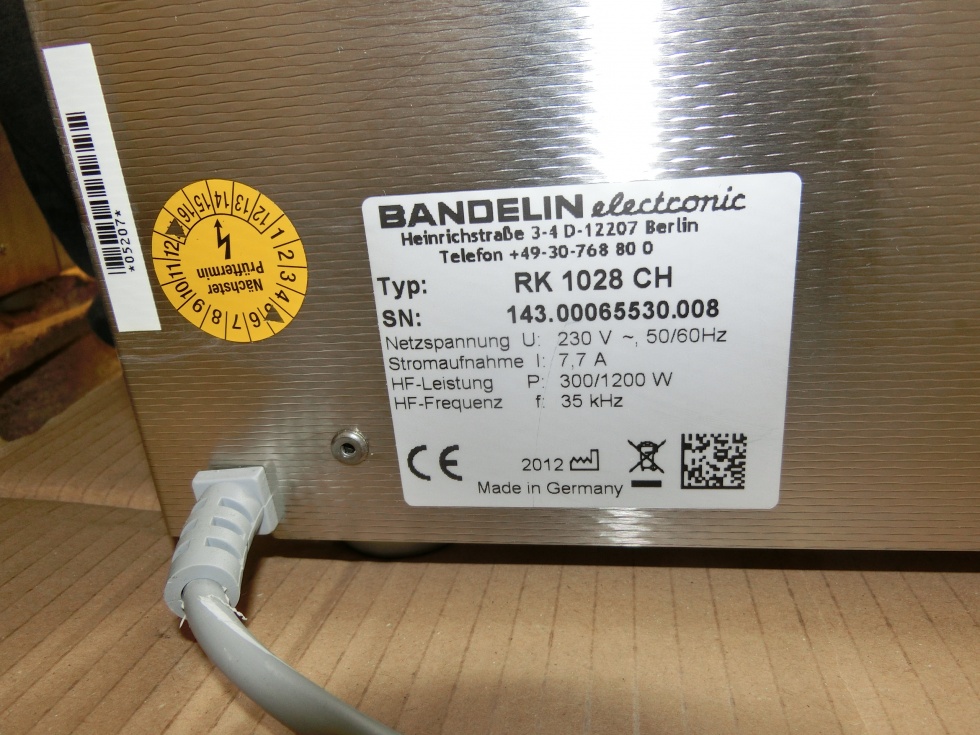 BANDELIN electronic
Heinrichstraße 3-4 D-12207 Berlin
Telefon +49-30-768 80 0
Typ: RK 1028 CH
SN: 143.00065530.008
Netzspannung U: 230 V ~, 50/60Hz
Stromaufnahme I: 7,7 A
HF-Leistung P: 300/1200 W
HF-Frequenz f: 35 kHz
CE 2012
Made in Germany
*05207*
Nächster
Prüftermin
1 2 3 4 5 6 7 8 9 10 11 12
12 13 14 15 16